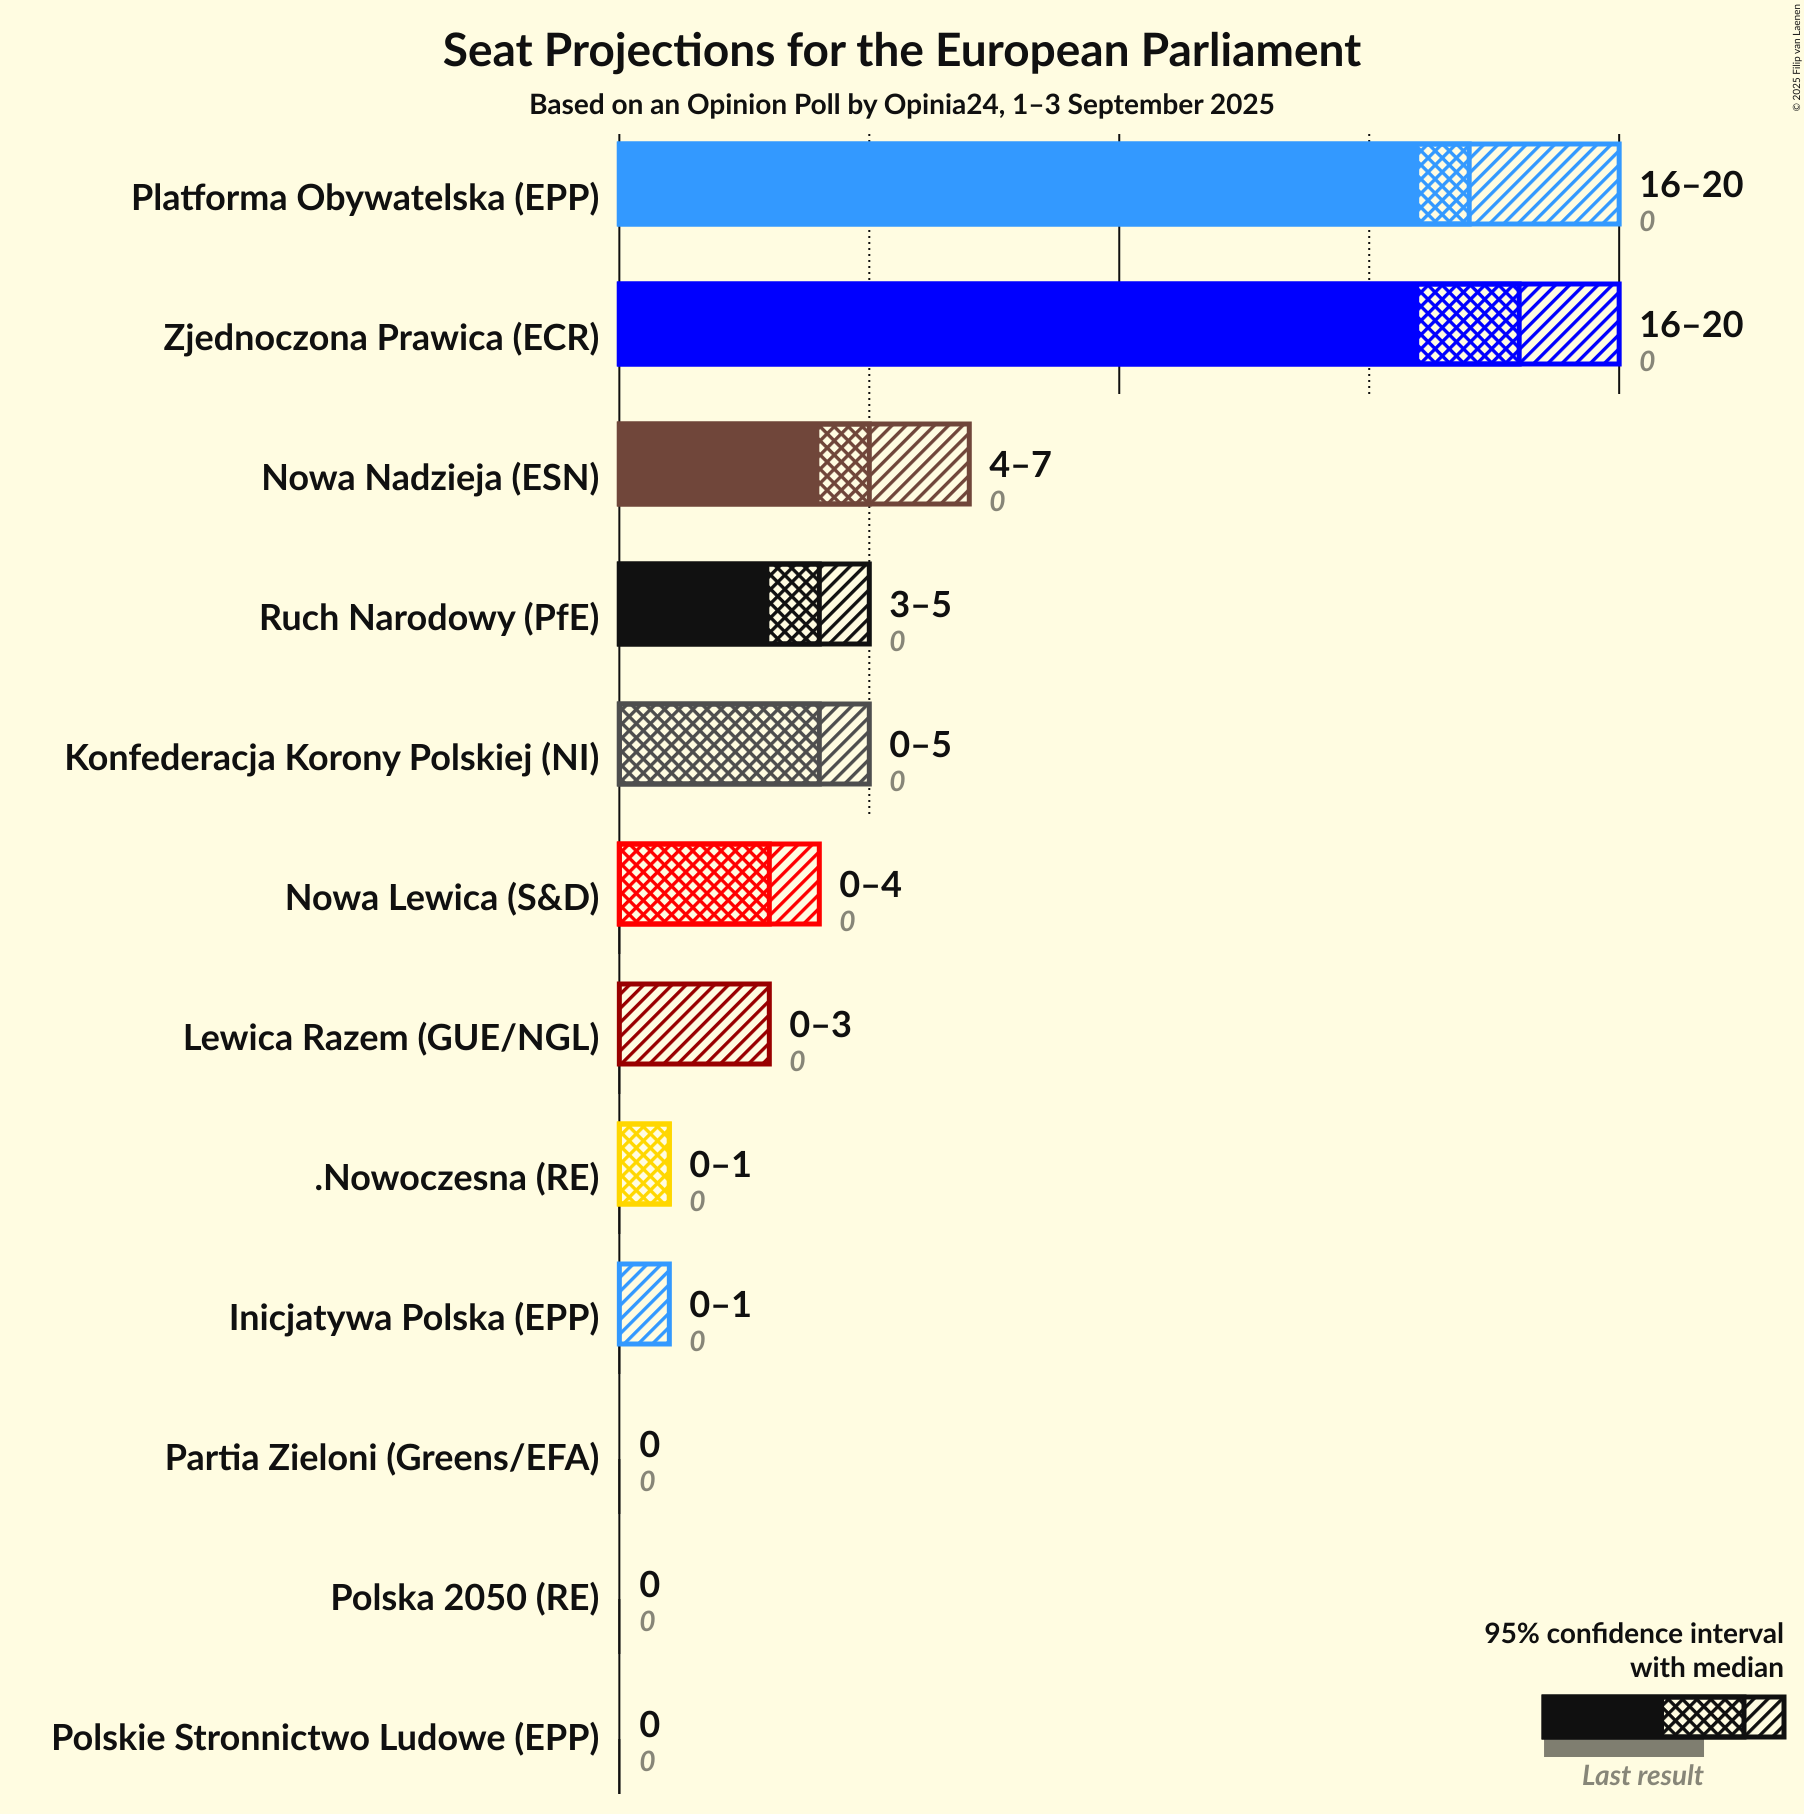 Seat Projections for the European Parliament
Based on an Opinion Poll by Opinia24, 1–3 September 2025
© 2025 Filip van Laenen
Platforma Obywatelska (EPP)
16–20
0
Zjednoczona Prawica (ECR)
16–20
0
Nowa Nadzieja (ESN)
4–7
0
Ruch Narodowy (PfE)
3–5
0
Konfederacja Korony Polskiej (NI)
0–5
0
Nowa Lewica (S&D)
0–4
0
Lewica Razem (GUE/NGL)
0–3
0
.Nowoczesna (RE)
0–1
0
Inicjatywa Polska (EPP)
0–1
0
Partia Zieloni (Greens/EFA)
0
0
Polska 2050 (RE)
0
0
Polskie Stronnictwo Ludowe (EPP)
0
0
95% confidence interval
with median
Last result